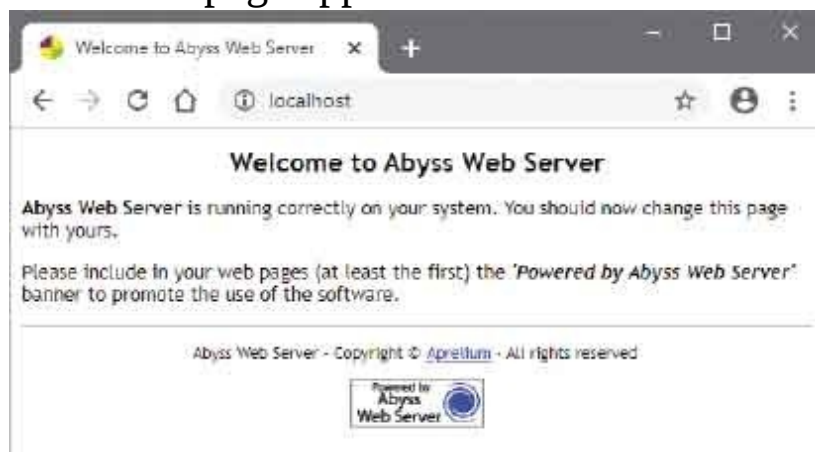 Welcome to Abyss Web Server
localhost
Welcome to Abyss Web Server
Abyss Web Server is running correctly on your system. You should now change this page
with yours.
Please include in your web pages (at least the first) the "Powered by Abyss Web Server"
banner to promote the use of the software.
Abyss Web Server - Copyright © Aprelium - All rights reserved
Powered by
Abyss
Web Server